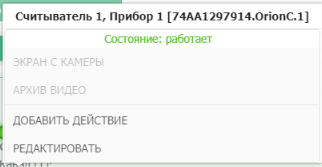 Считыватель 1, Прибор 1 [74AA1297914.OrionC.1]
Состояние: работает
ЭКРАН С КАМЕРЫ
АРХИВ ВИДЕО
ДОБАВИТЬ ДЕЙСТВИЕ
РЕДАКТИРОВАТЬ